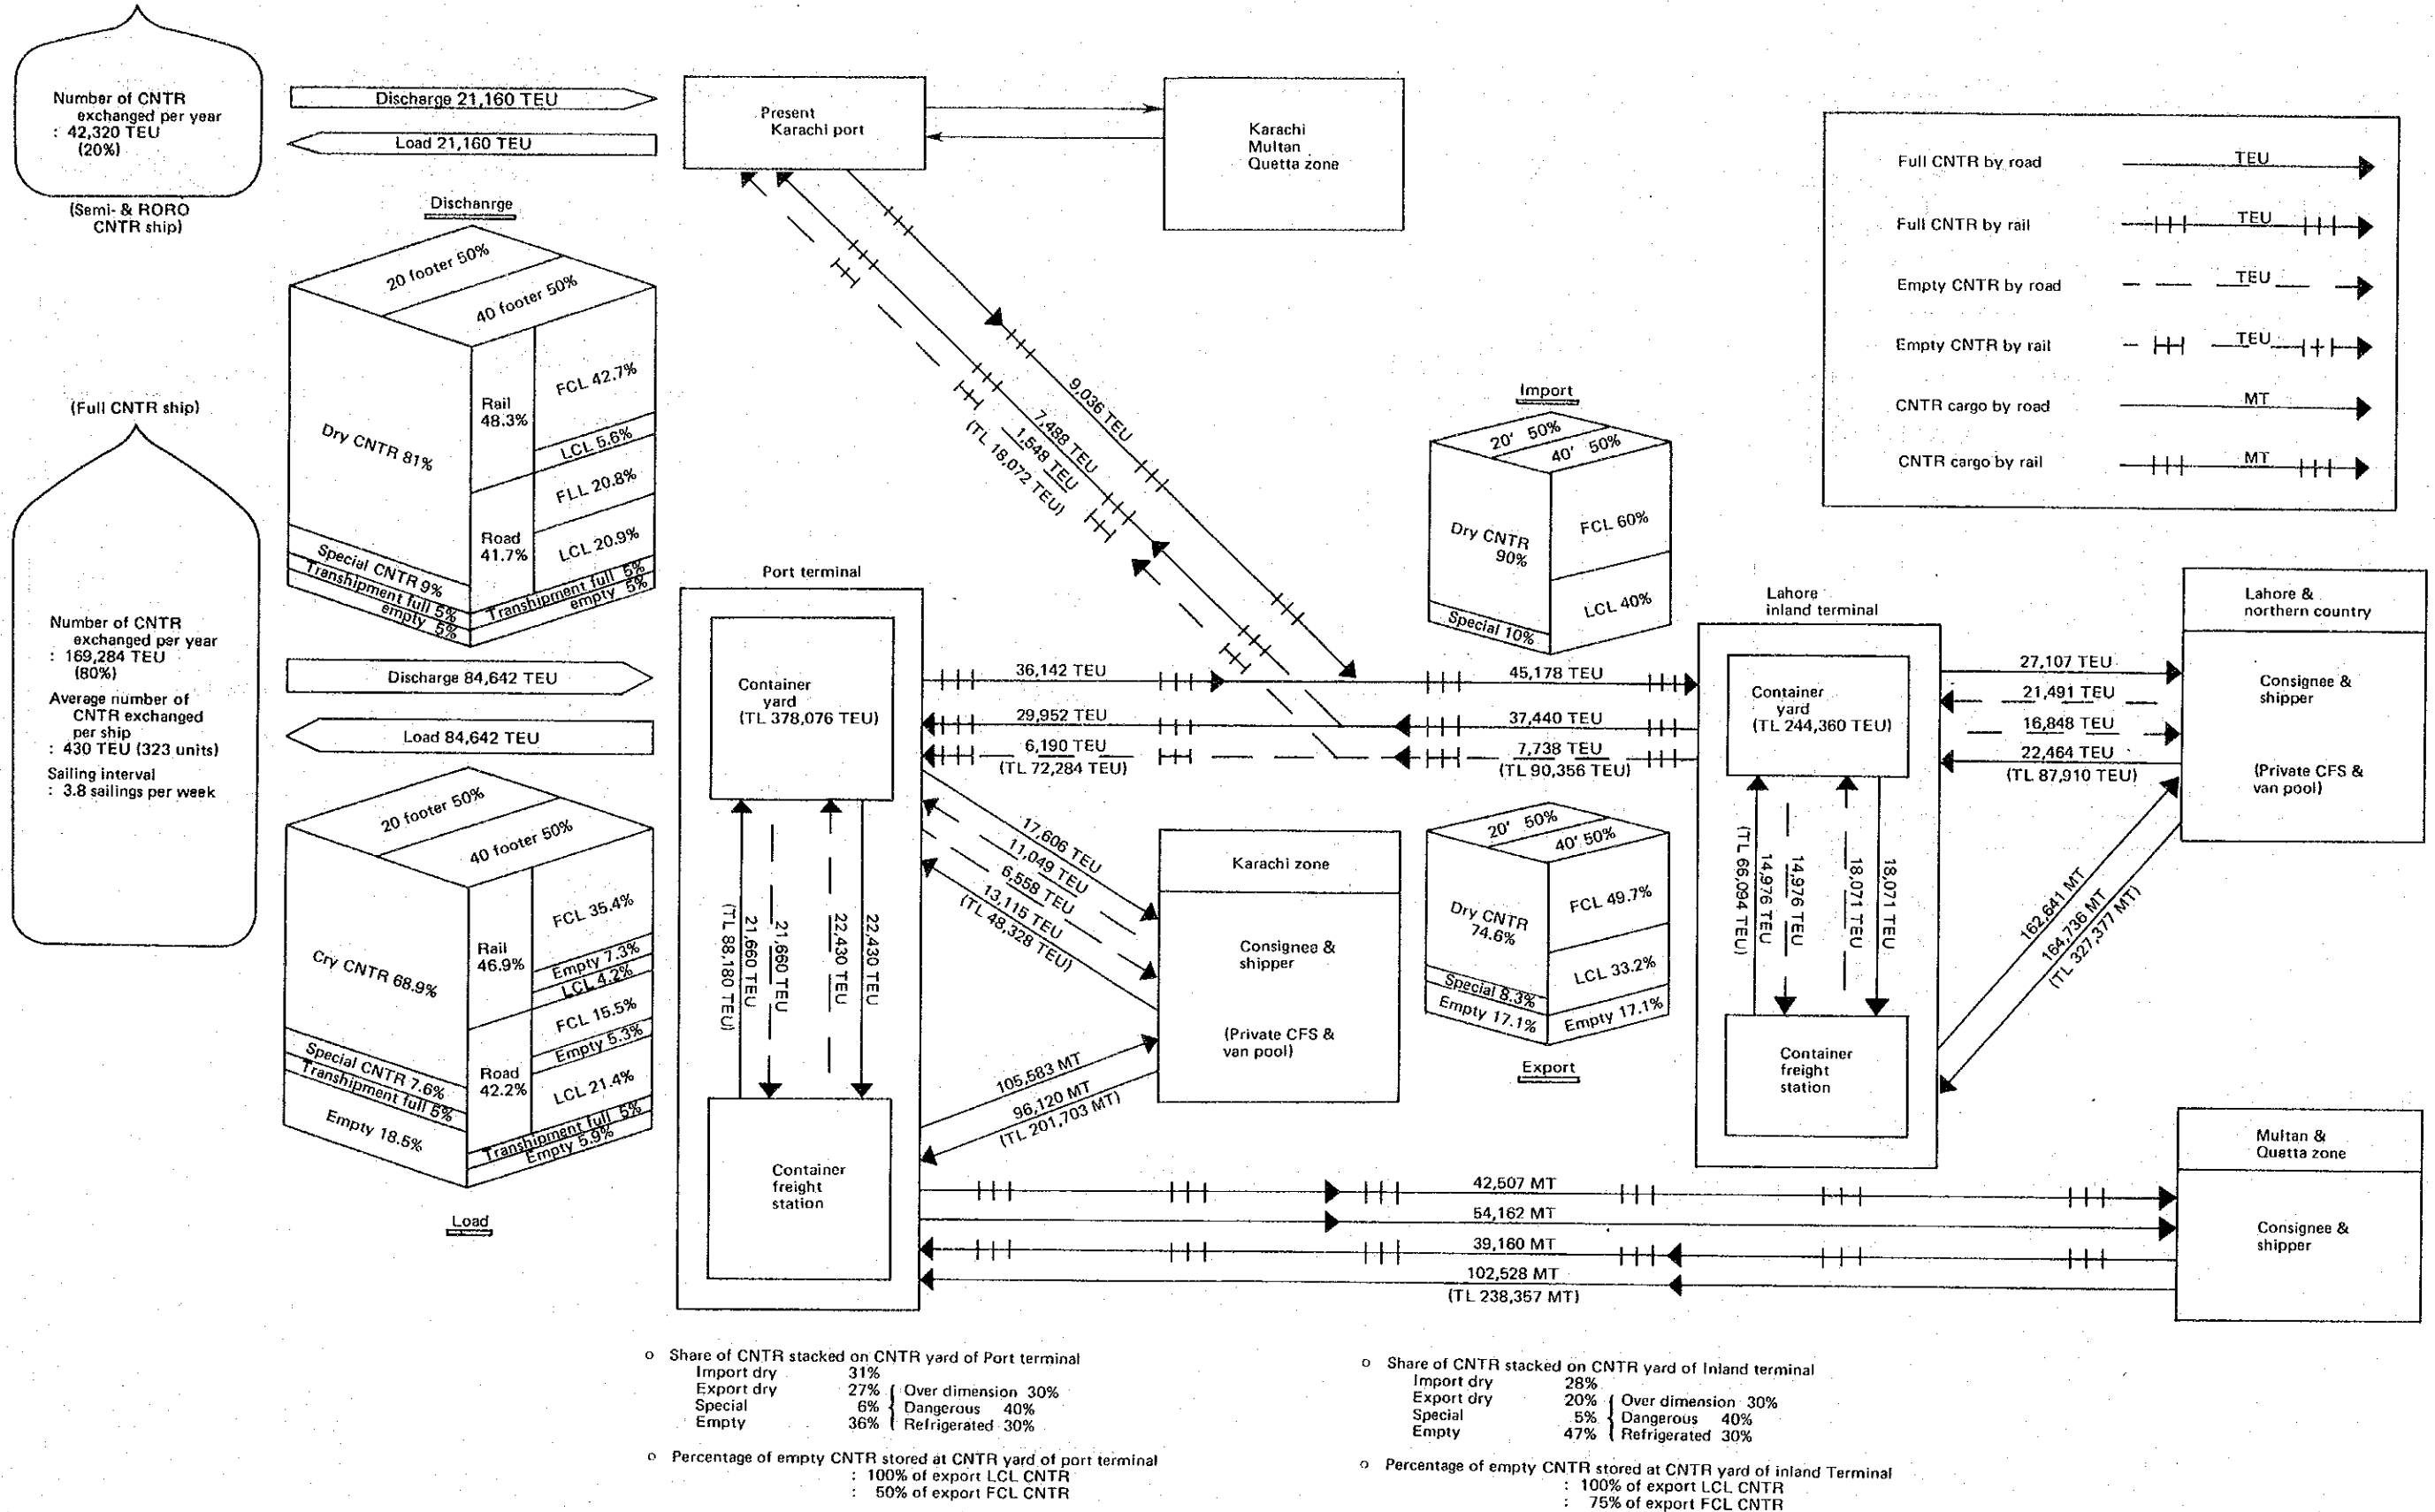 Number of CNTR
exchanged per year
: 42,320 TEU
(20%)
(Semi- & RORO
CNTR ship)
Discharge 21,160 TEU
Load 21,160 TEU
Present
Karachi port
Karachi
Multan
Quetta zone
Full CNTR by road
TEU
Full CNTR by rail
TEU
Empty CNTR by road
TEU
Empty CNTR by rail
TEU
CNTR cargo by road
MT
CNTR cargo by rail
MT
Dischanrge
20 footer 50%
40 footer 50%
Dry CNTR 81%
Special CNTR 9%
Transhipment full 5%
empty 5%
Rail
48.3%
Road
41.7%
FCL 42.7%
LCL 5.6%
FLL 20.8%
LCL 20.9%
Transhipment full 5%
empty 5%
(Full CNTR ship)
Number of CNTR
exchanged per year
: 169,284 TEU
(80%)
Average number of
CNTR exchanged
per ship
: 430 TEU (323 units)
Sailing interval
: 3.8 sailings per week
Discharge 84,642 TEU
Load 84,642 TEU
20 footer 50%
40 footer 50%
Cry CNTR 68.9%
Special CNTR 7.6%
Transhipment full 5%
Empty 18.5%
Rail
46.9%
Road
42.2%
FCL 35.4%
Empty 7.3%
LCL 4.2%
FCL 15.5%
Empty 5.3%
LCL 21.4%
Transhipment full 5%
Empty 5.9%
Load
9,036 TEU
7,488 TEU
1,548 TEU
(TL 18,072 TEU)
Port terminal
Container
yard
(TL 378,076 TEU)
(TL 88,180 TEU)
21,660 TEU
21,660 TEU
22,430 TEU
22,430 TEU
Container
freight
station
36,142 TEU
45,178 TEU
29,952 TEU
37,440 TEU
6,190 TEU
(TL 72,284 TEU)
7,738 TEU
(TL 90,356 TEU)
Import
20' 50%
40' 50%
Dry CNTR
90%
Special 10%
FCL 60%
LCL 40%
17,606 TEU
11,049 TEU
6,558 TEU
13,115 TEU
(TL 48,328 TEU)
Karachi zone
Consignee &
shipper
(Private CFS &
van pool)
105,583 MT
96,120 MT
(TL 201,703 MT)
20' 50%
40' 50%
Dry CNTR
74.6%
Special 8.3%
Empty 17.1%
FCL 49.7%
LCL 33.2%
Empty 17.1%
Export
Lahore
inland terminal
Container
yard
(TL 244,360 TEU)
(TL 66,094 TEU)
14,976 TEU
14,976 TEU
18,071 TEU
18,071 TEU
Container
freight
station
27,107 TEU
21,491 TEU
16,848 TEU
22,464 TEU
(TL 87,910 TEU)
Lahore &
northern country
Consignee &
shipper
(Private CFS &
van pool)
162,641 MT
164,736 MT
(TL 327,377 MT)
Multan &
Quetta zone
Consignee &
shipper
42,507 MT
54,162 MT
39,160 MT
102,528 MT
(TL 238,357 MT)
o Share of CNTR stacked on CNTR yard of Port terminal
Import dry 31%
Export dry 27% { Over dimension 30%
Special 6% { Dangerous 40%
Empty 36% { Refrigerated 30%
o Percentage of empty CNTR stored at CNTR yard of port terminal
: 100% of export LCL CNTR
: 50% of export FCL CNTR
o Share of CNTR stacked on CNTR yard of Inland terminal
Import dry 28%
Export dry 20% { Over dimension 30%
Special 5% { Dangerous 40%
Empty 47% { Refrigerated 30%
o Percentage of empty CNTR stored at CNTR yard of inland Terminal
: 100% of export LCL CNTR
: 75% of export FCL CNTR